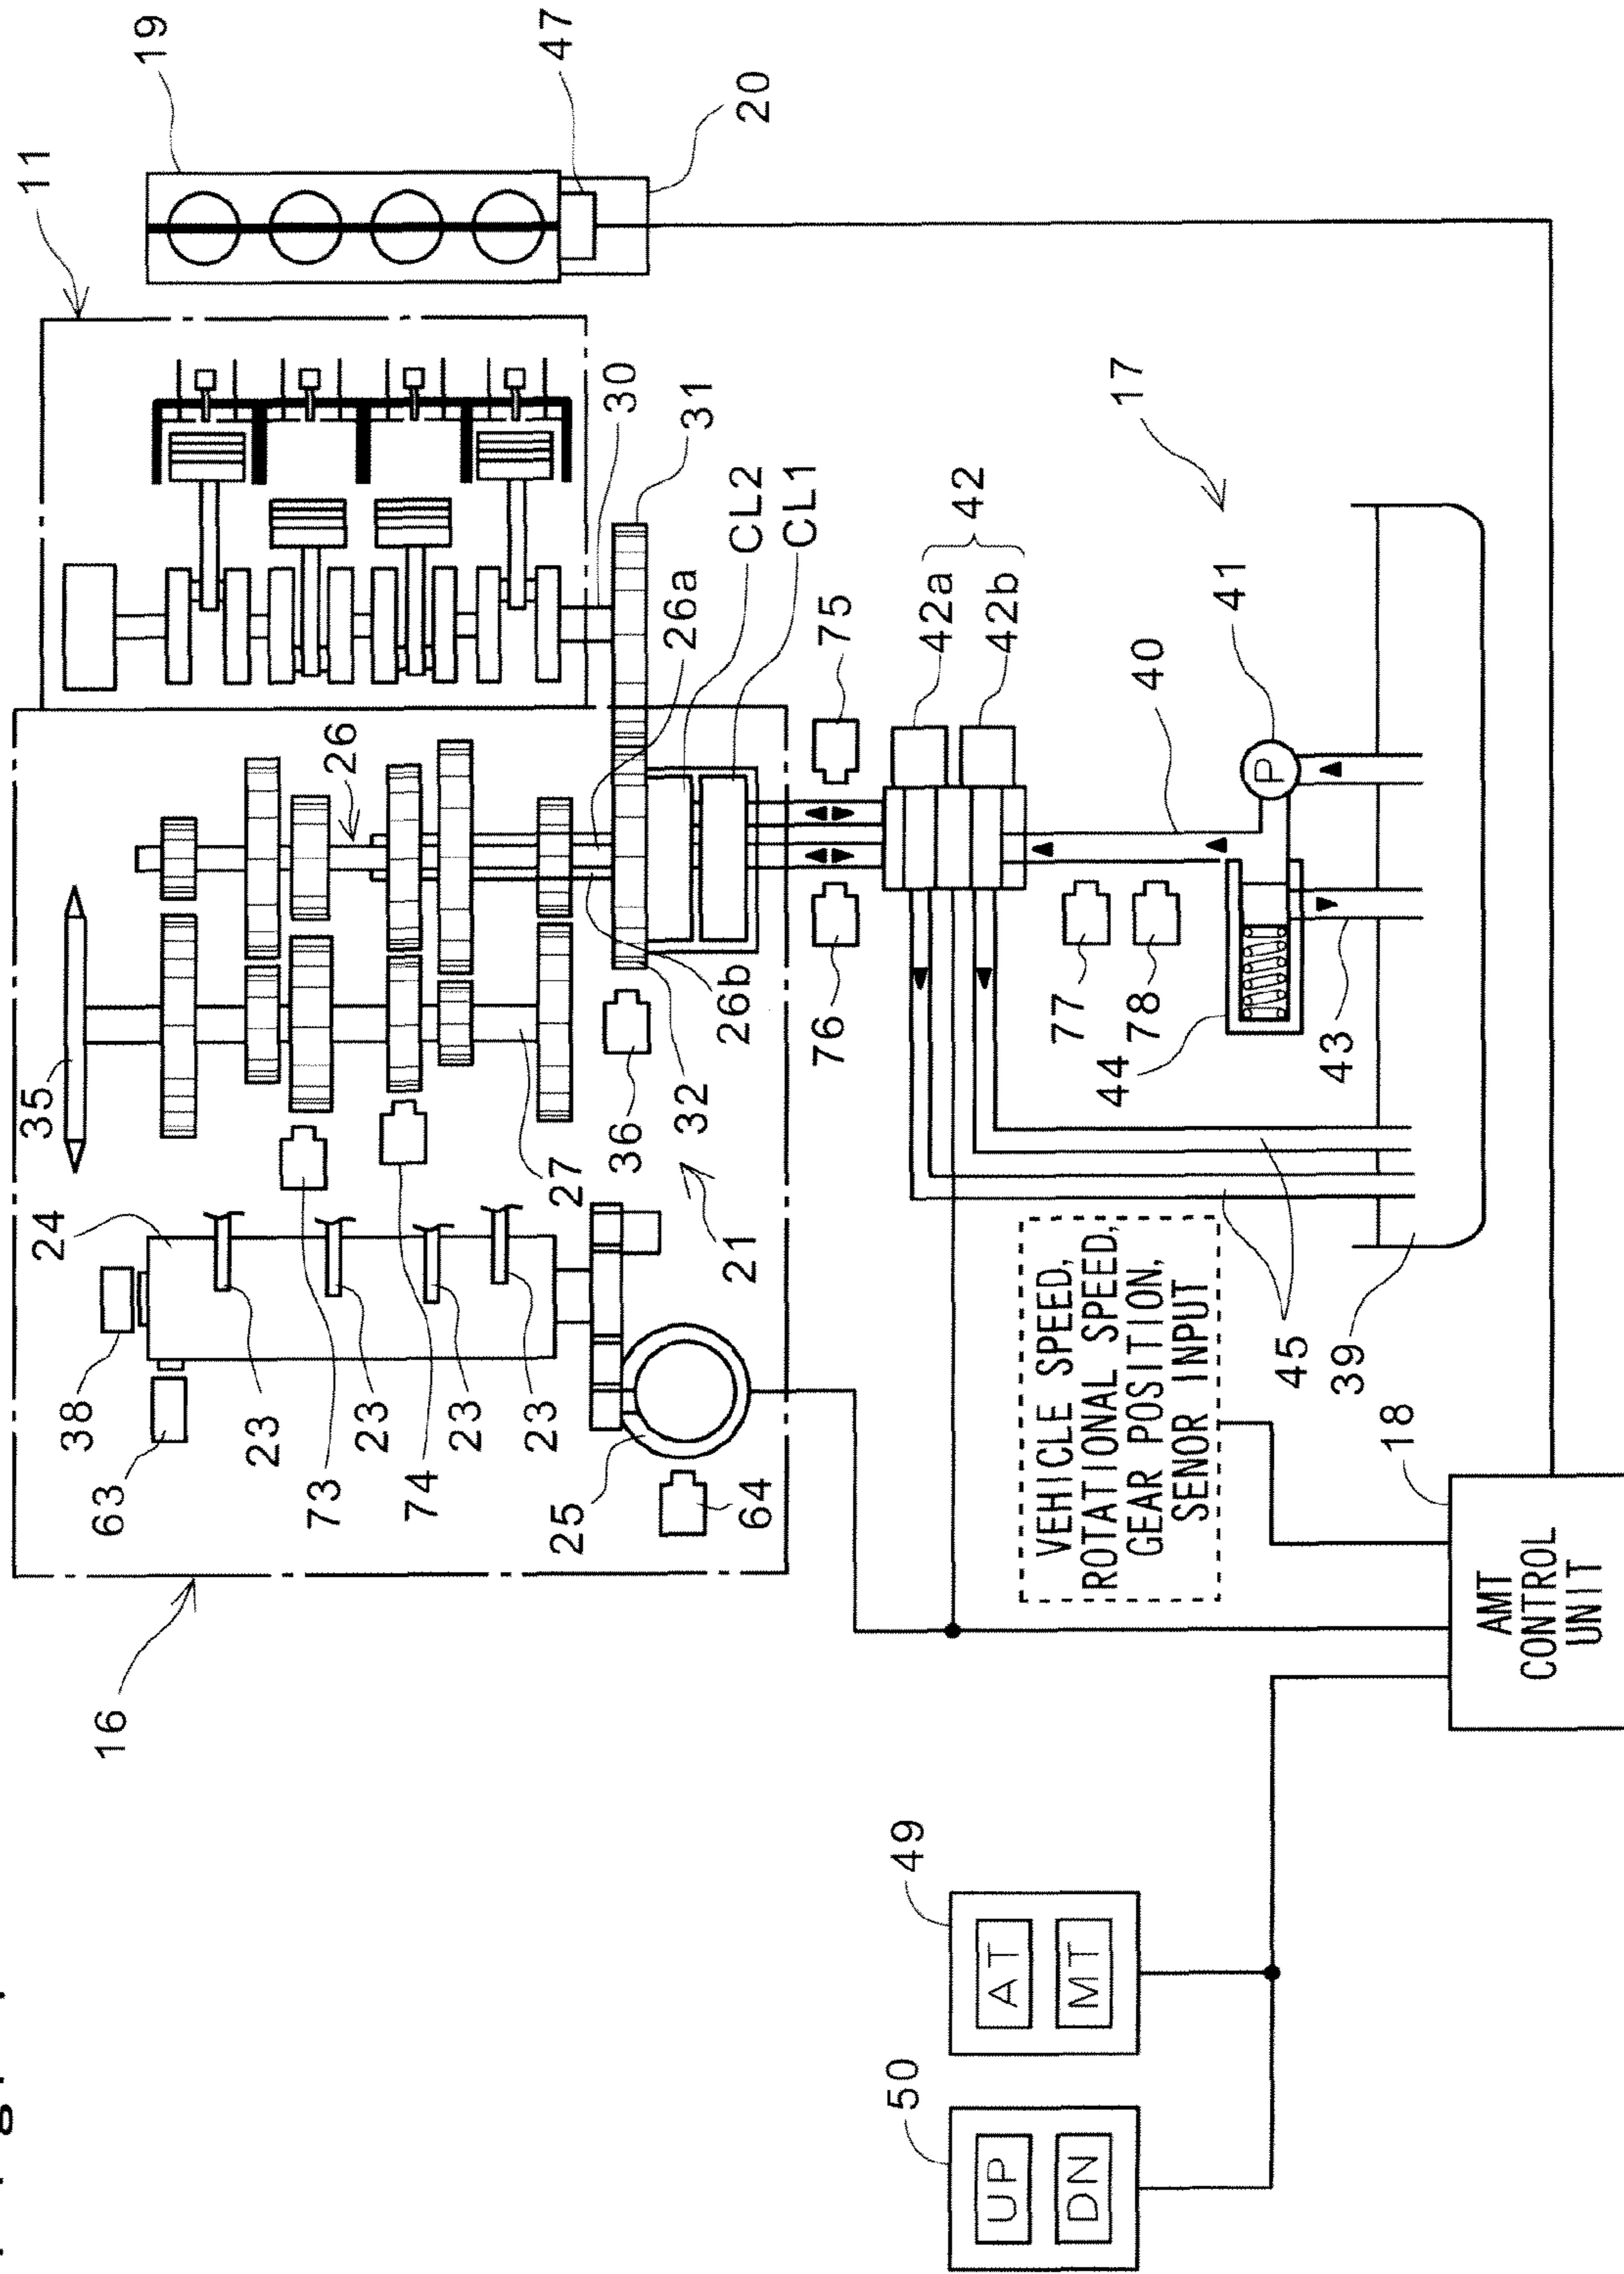 24
35
11
38
16
63
19
23
73
26
23
74
23
23
25
27
47
36
30
32
26a
31
64
21
26b
CL2
20
CL1
76
75
50
49
42a
42
42b
UP
DN
AT
MT
VEHICLE SPEED,
ROTATIONAL SPEED,
GEAR POSITION,
SENOR INPUT
77
44
17
78
40
41
45
43
39
18
P
AMT
CONTROL
UNIT